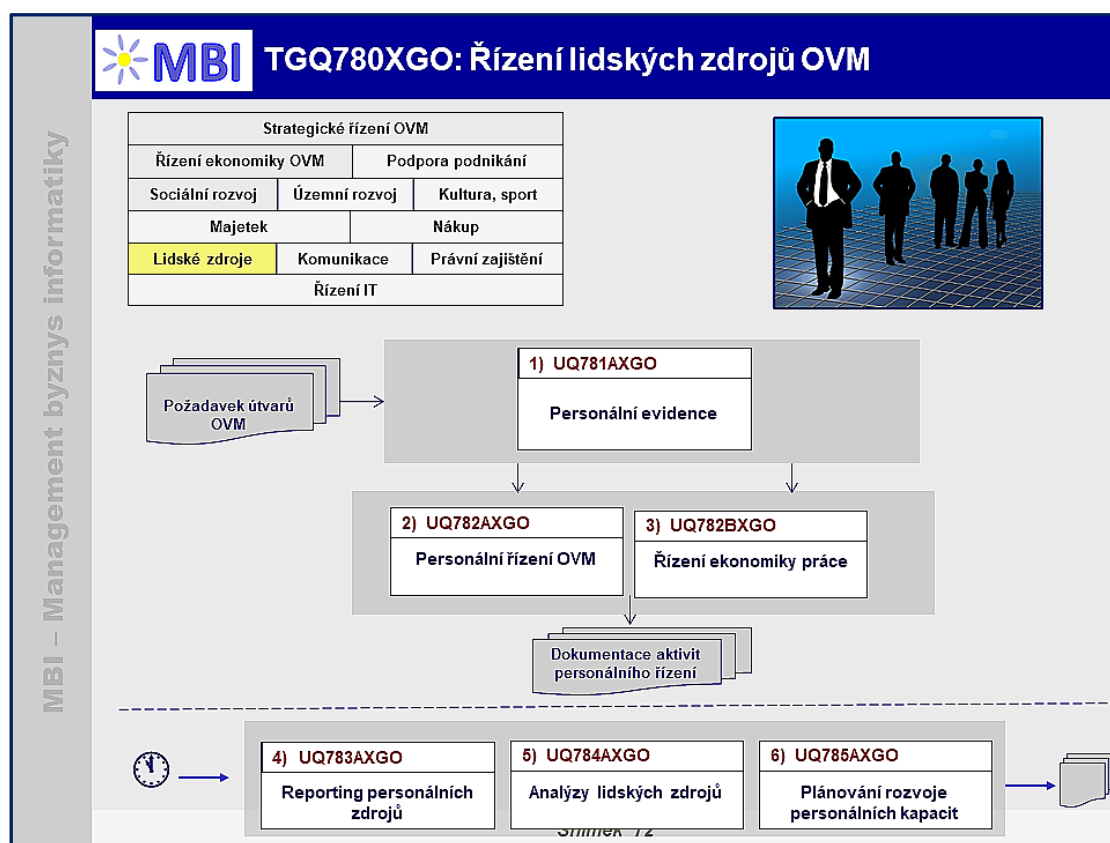 MBI
TGQ780XGO: Řízení lidských zdrojů OVM
MBI – Management byznys informatiky
Strategické řízení OVM
Řízení ekonomiky OVM
Podpora podnikání
Sociální rozvoj
Územní rozvoj
Kultura, sport
Majetek
Nákup
Lidské zdroje
Komunikace
Právní zajištění
Řízení IT
Požadavek útvarů
OVM
1) UQ781AXGO
Personální evidence
2) UQ782AXGO
Personální řízení OVM
3) UQ782BXGO
Řízení ekonomiky práce
Dokumentace aktivit
personálního řízení
4) UQ783AXGO
Reporting personálních
zdrojů
5) UQ784AXGO
Analýzy lidských zdrojů
6) UQ785AXGO
Plánování rozvoje
personálních kapacit